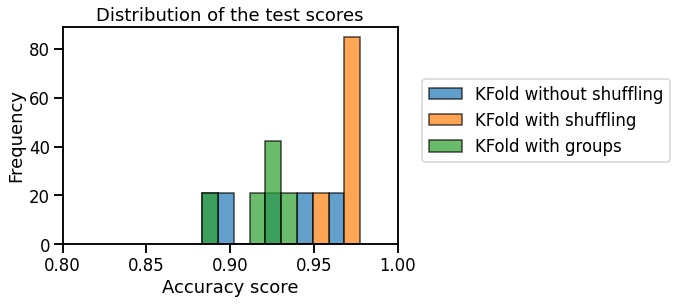 Distribution of the test scores
Frequency
80
60
40
20
0
0.80 0.85 0.90 0.95 1.00
Accuracy score
KFold without shuffling
KFold with shuffling
KFold with groups